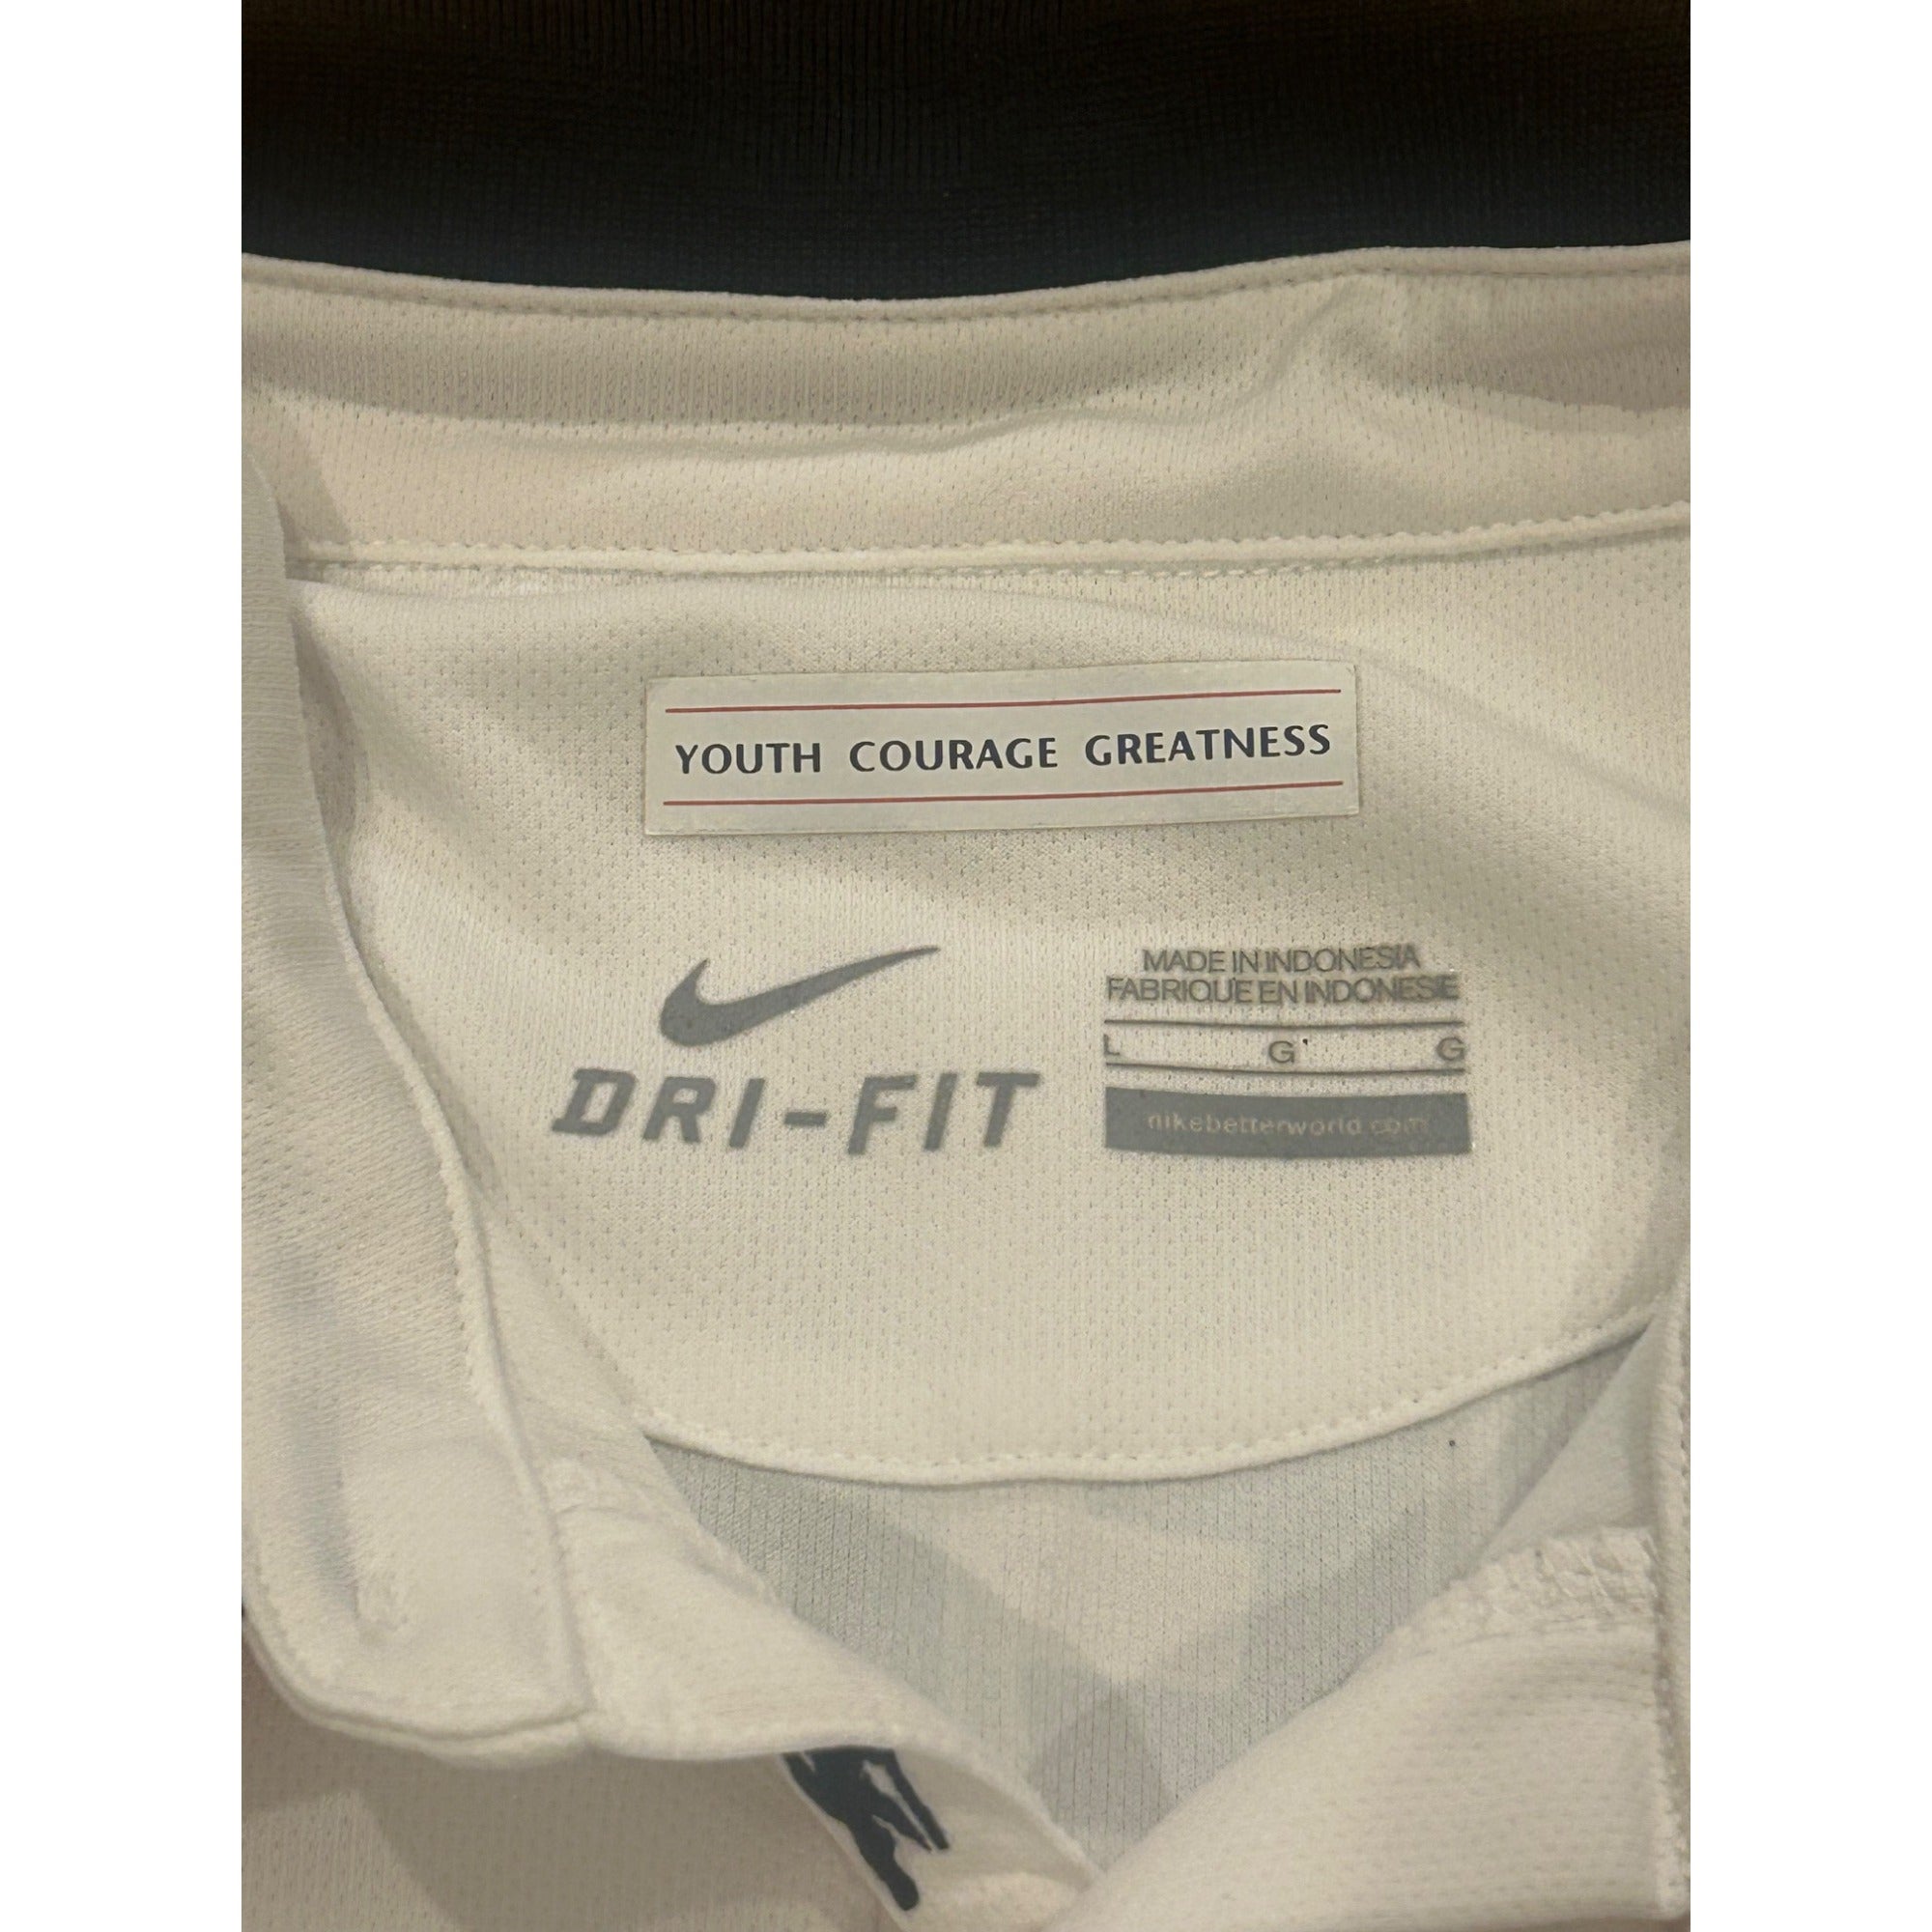 YOUTH COURAGE GREATNESS
DRI-FIT
MADE IN INDONESIA
FABRIQUE EN INDONESIE
L G G
nikebetterworld.com